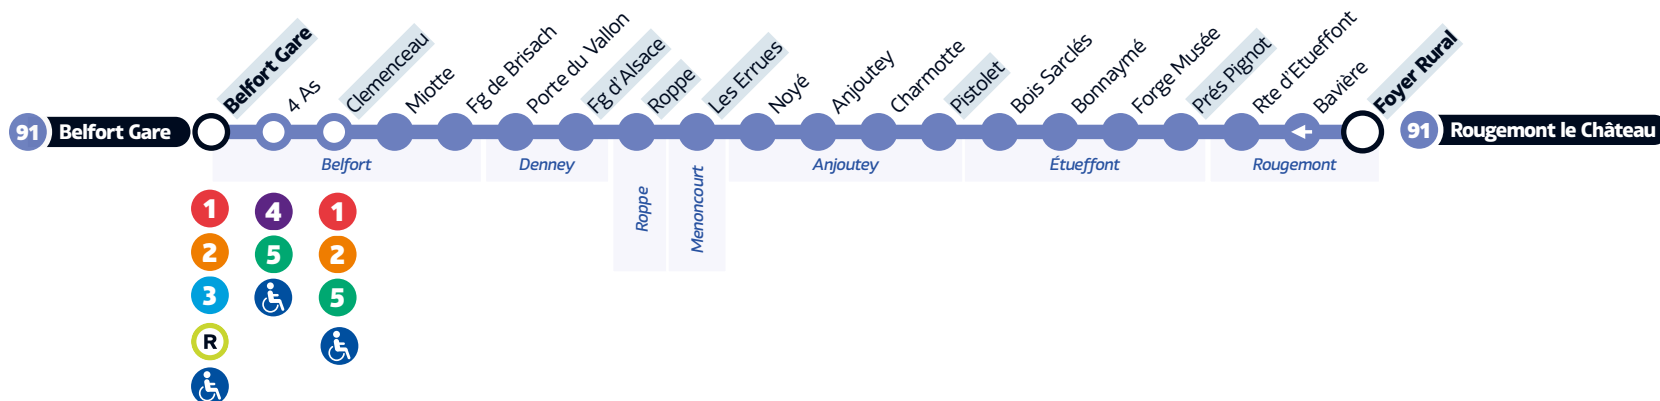 Belfort Gare
4 As
Clemenceau
Miotte
Fg de Brisach
Porte du Vallon
Fg d'Alsace
Roppe
Les Errues
Noyé
Anjoutey
Charmotte
Pistolet
Bois Sarclés
Bonnaymé
Forge Musée
Prés Pignot
Rte d'Etueffont
Bavière
Foyer Rural
91 Belfort Gare
91 Rougemont le Château
Belfort
Denney
Roppe
Menoncourt
Anjoutey
Étueffont
Rougemont
1 4 1
2 5 2
3 5
R